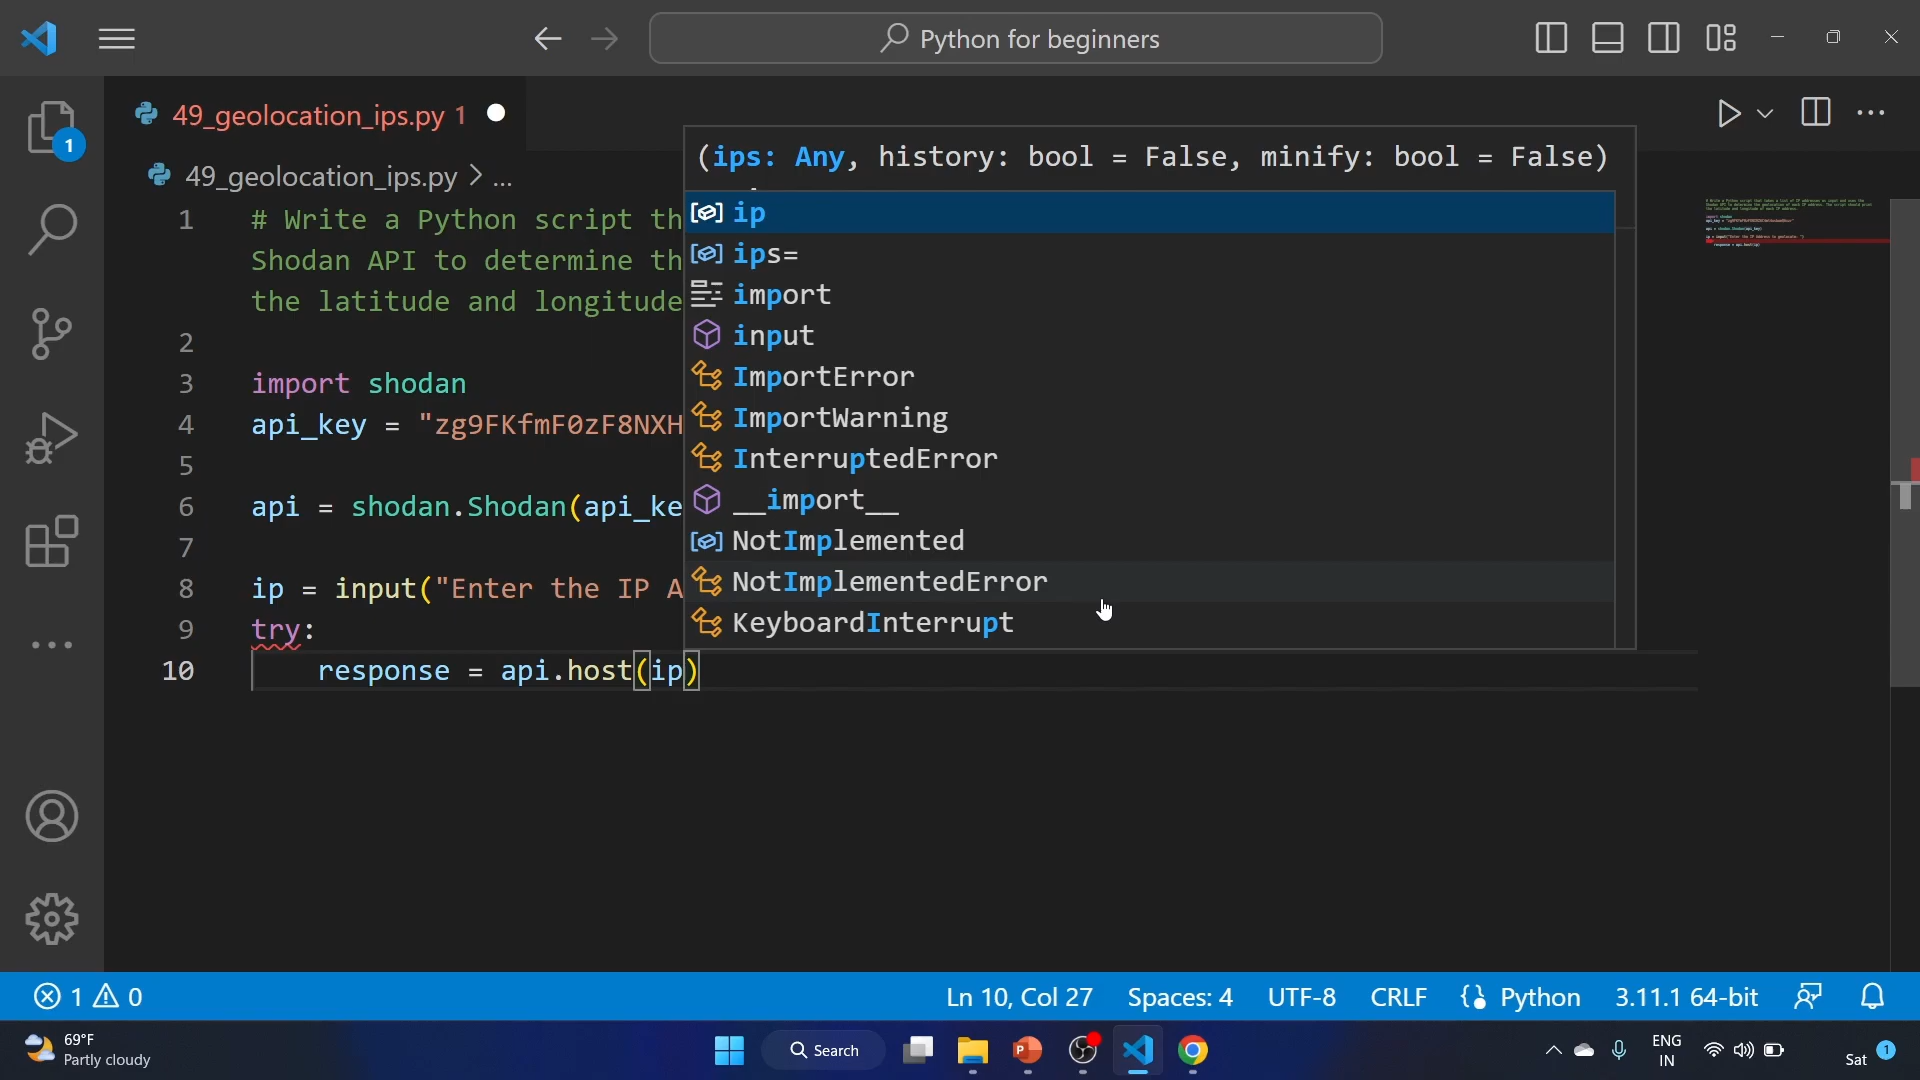 Python for beginners
49_geolocation_ips.py 1
1
49_geolocation_ips.py > ...
(ips: Any, history: bool = False, minify: bool = False)
1 # Write a Python script th
Shodan API to determine th
the latitude and longitude
2
3 import shodan
4 api_key = "zg9FKfmF0zF8NXH
5
6 api = shodan.Shodan(api_ke
7
8 ip = input("Enter the IP A
9 try:
10 response = api.host(ip)
ip
ips=
import
input
ImportError
ImportWarning
InterruptedError
__import__
NotImplemented
NotImplementedError
KeyboardInterrupt
1 0 Ln 10, Col 27 Spaces: 4 UTF-8 CRLF Python 3.11.1 64-bit
69°F
Partly cloudy
Search
ENG
IN
Sat 1